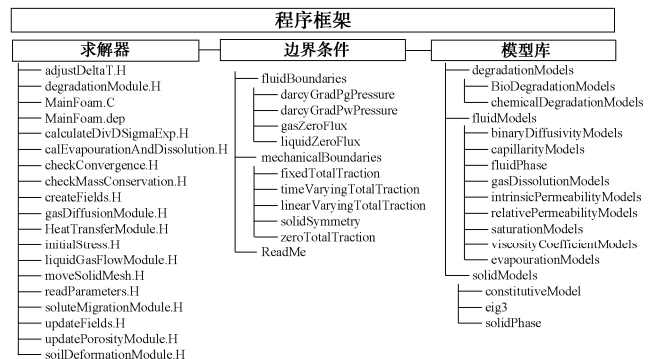 程序框架
求解器
adjustDeltaT.H
degradationModule.H
MainFoam.C
MainFoam.dep
calculateDivDSigmaExp.H
calEvapourationAndDissolution.H
checkConvergence.H
checkMassConservation.H
createFields.H
gasDiffusionModule.H
HeatTransferModule.H
initialStress.H
liquidGasFlowModule.H
moveSolidMesh.H
readParameters.H
soluteMigrationModule.H
updateFields.H
updatePorosityModule.H
soilDeformationModule.H
边界条件
fluidBoundaries
darcyGradPgPressure
darcyGradPwPressure
gasZeroFlux
liquidZeroFlux
mechanicalBoundaries
fixedTotalTraction
timeVaryingTotalTraction
linearVaryingTotalTraction
solidSymmetry
zeroTotalTraction
ReadMe
模型库
degradationModels
BioDegradationModels
chemicalDegradationModels
fluidModels
binaryDiffusivityModels
capillarityModels
fluidPhase
gasDissolutionModels
intrinsicPermeabilityModels
relativePermeabilityModels
saturationModels
viscosityCoefficientModels
evapourationModels
solidModels
constitutiveModel
eig3
solidPhase